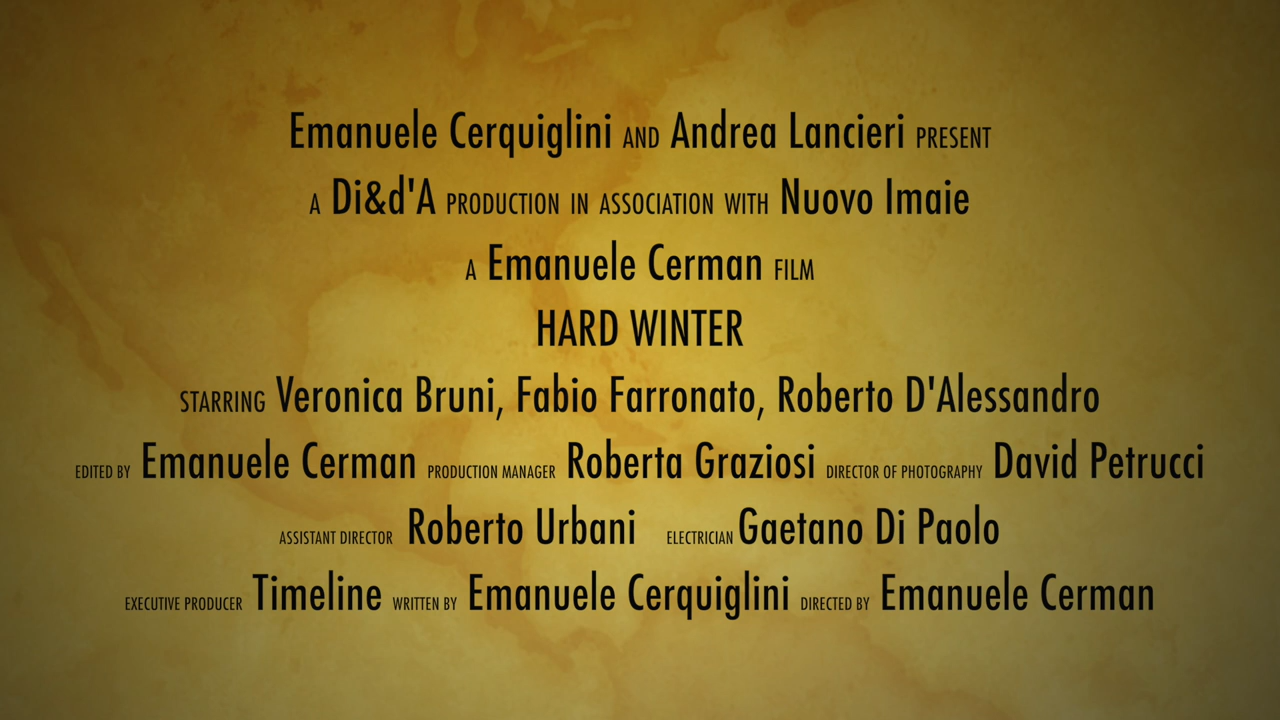 Emanuele Cerquiglini AND Andrea Lancieri PRESENT
A Di&d'A PRODUCTION IN ASSOCIATION WITH Nuovo Imaie
A Emanuele Cerman FILM
HARD WINTER
STARRING Veronica Bruni, Fabio Farronato, Roberto D'Alessandro
EDITED BY Emanuele Cerman PRODUCTION MANAGER Roberta Graziosi DIRECTOR OF PHOTOGRAPHY David Petrucci
ASSISTANT DIRECTOR Roberto Urbani ELECTRICIAN Gaetano Di Paolo
EXECUTIVE PRODUCER Timeline WRITTEN BY Emanuele Cerquiglini DIRECTED BY Emanuele Cerman